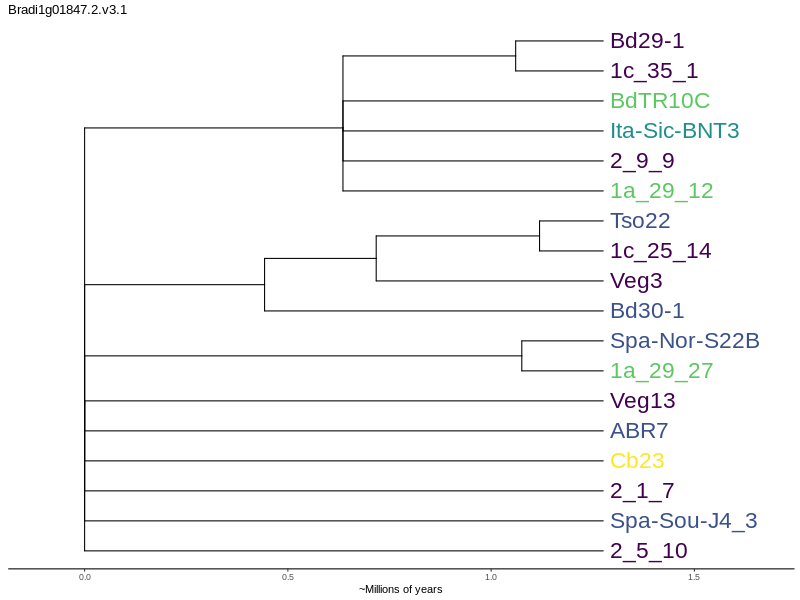 Bradi1g01847.2.v3.1
Bd29-1
1c_35_1
BdTR10C
Ita-Sic-BNT3
2_9_9
1a_29_12
Tso22
1c_25_14
Veg3
Bd30-1
Spa-Nor-S22B
1a_29_27
Veg13
ABR7
Cb23
2_1_7
Spa-Sou-J4_3
2_5_10
0.0 0.5 1.0 1.5
~Millions of years